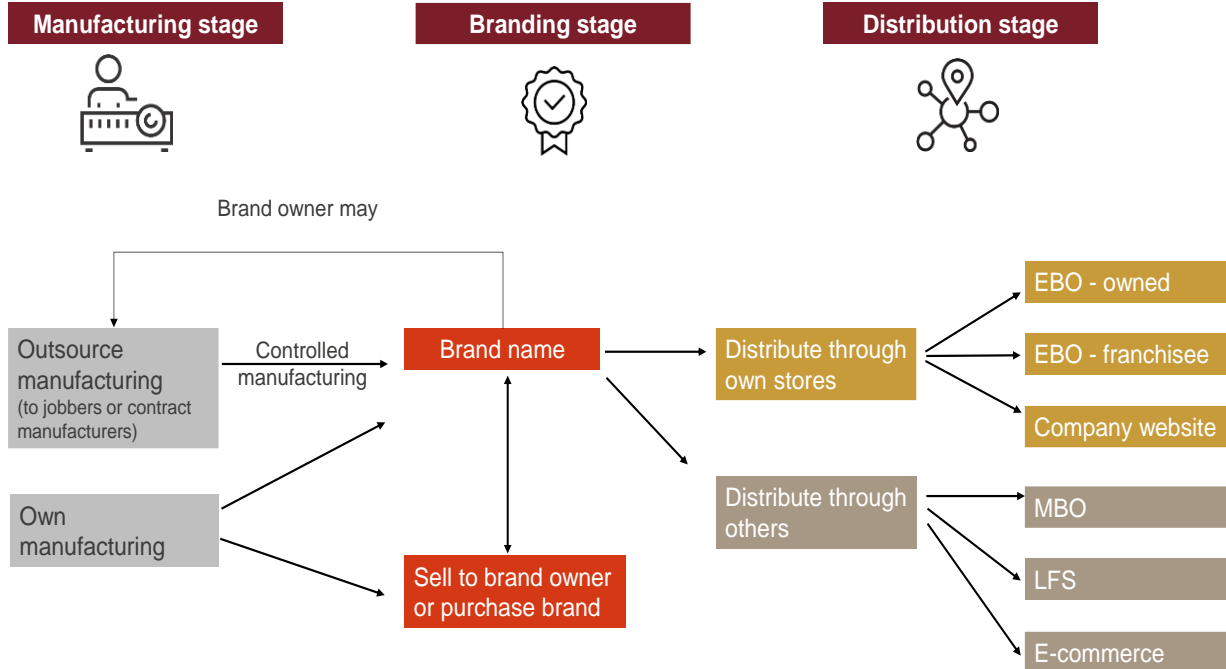 Manufacturing stage
Branding stage
Distribution stage
Brand owner may
Outsource
manufacturing
(to jobbers or contract
manufacturers)
Controlled
manufacturing
Own
manufacturing
Brand name
Sell to brand owner
or purchase brand
Distribute through
own stores
Distribute through
others
EBO - owned
EBO - franchisee
Company website
MBO
LFS
E-commerce